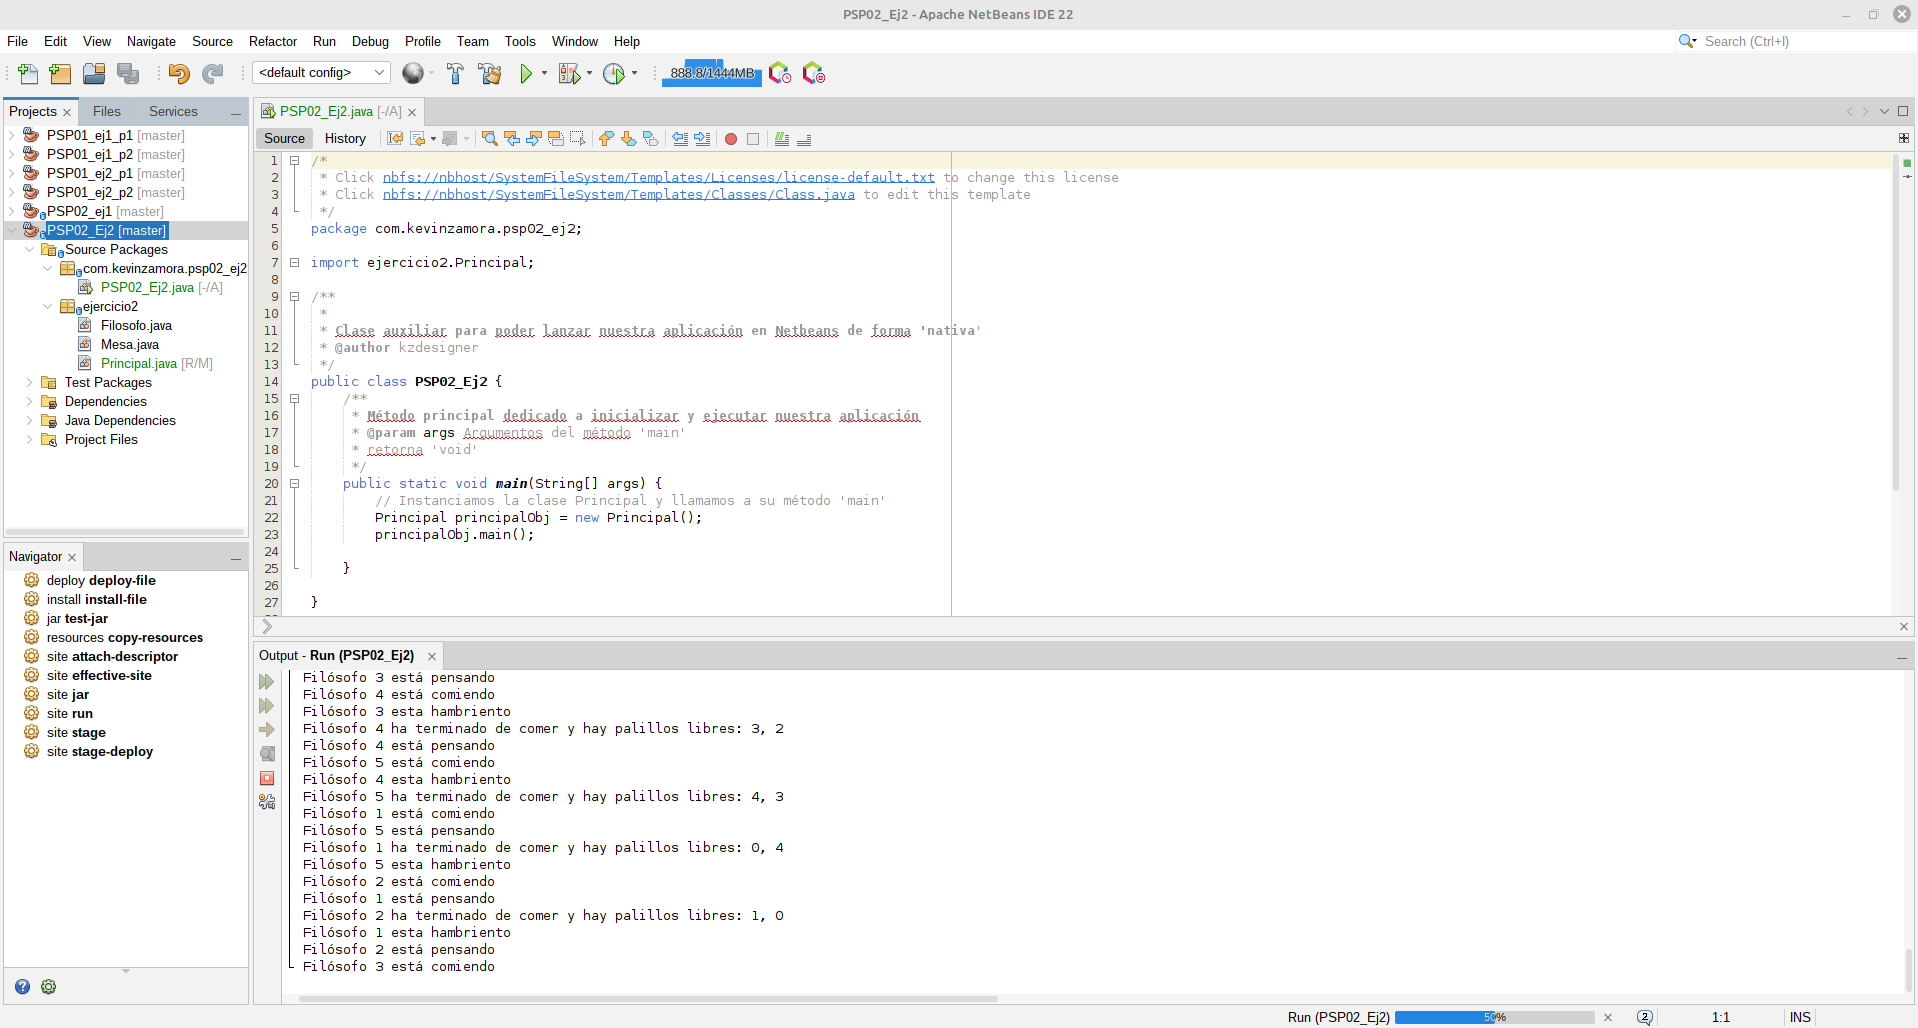 PSP02_Ej2 - Apache NetBeans IDE 22
File Edit View Navigate Source Refactor Run Debug Profile Team Tools Window Help
Search (Ctrl+I)
<default config>
888.8/1444MB
Projects Files Services
PSP01_ej1_p1 [master]
PSP01_ej1_p2 [master]
PSP01_ej2_p1 [master]
PSP01_ej2_p2 [master]
PSP02_ej1 [master]
PSP02_Ej2 [master]
Source Packages
com.kevinzamora.psp02_ej2
PSP02_Ej2.java [-/A]
ejercicio2
Filosofo.java
Mesa.java
Principal.java [R/M]
Test Packages
Dependencies
Java Dependencies
Project Files
Navigator
deploy deploy-file
install install-file
jar test-jar
resources copy-resources
site attach-descriptor
site effective-site
site jar
site run
site stage
site stage-deploy
PSP02_Ej2.java [-/A]
Source History
1 /*
2 * Click nbfs://nbhost/SystemFileSystem/Templates/Licenses/license-default.txt to change this license
3 * Click nbfs://nbhost/SystemFileSystem/Templates/Classes/Class.java to edit this template
4 */
5 package com.kevinzamora.psp02_ej2;
6
7 import ejercicio2.Principal;
8
9 /**
10 *
11 * Clase auxiliar para poder lanzar nuestra aplicación en Netbeans de forma 'nativa'
12 * @author kzdesigner
13 */
14 public class PSP02_Ej2 {
15 /**
16 * Método principal dedicado a inicializar y ejecutar nuestra aplicación
17 * @param args Argumentos del método 'main'
18 * retorna 'void'
19 */
20 public static void main(String[] args) {
21 // Instanciamos la clase Principal y llamamos a su método 'main'
22 Principal principalObj = new Principal();
23 principalObj.main();
24
25 }
26
27 }
Output - Run (PSP02_Ej2)
Filósofo 3 está pensando
Filósofo 4 está comiendo
Filósofo 3 esta hambriento
Filósofo 4 ha terminado de comer y hay palillos libres: 3, 2
Filósofo 4 está pensando
Filósofo 5 está comiendo
Filósofo 4 esta hambriento
Filósofo 5 ha terminado de comer y hay palillos libres: 4, 3
Filósofo 1 está comiendo
Filósofo 5 está pensando
Filósofo 1 ha terminado de comer y hay palillos libres: 0, 4
Filósofo 5 esta hambriento
Filósofo 2 está comiendo
Filósofo 1 está pensando
Filósofo 2 ha terminado de comer y hay palillos libres: 1, 0
Filósofo 1 esta hambriento
Filósofo 2 está pensando
Filósofo 3 está comiendo
Run (PSP02_Ej2) 50% 2 1:1 INS